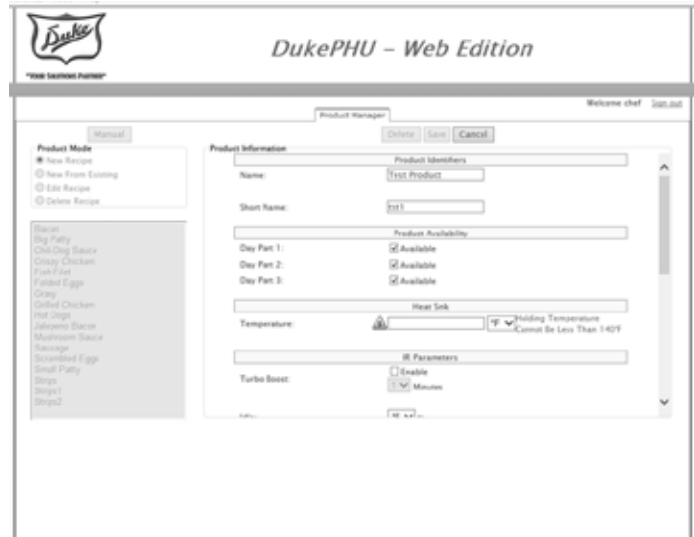 Duke
"YOUR SOLUTIONS PARTNER"
DukePHU – Web Edition
Welcome chef Sign out
Product Manager
Manual
Delete Save Cancel
Product Mode
New Recipe
New From Existing
Edit Recipe
Delete Recipe
Bacon
Big Patty
Chili-Dog Sauce
Crispy Chicken
Fish Filet
Folded Eggs
Gravy
Grilled Chicken
Hot Dogs
Jalapeno Bacon
Mushroom Sauce
Sausage
Scrambled Eggs
Small Patty
Strips
Strips1
Strips2
Product Information
Product Identifiers
Name: Test Product
Short Name: tst1
Product Availability
Day Part 1: Available
Day Part 2: Available
Day Part 3: Available
Heat Sink
Temperature: °F Holding Temperature
Cannot Be Less Than 140°F
IR Parameters
Turbo Boost: Enable
1 Minutes